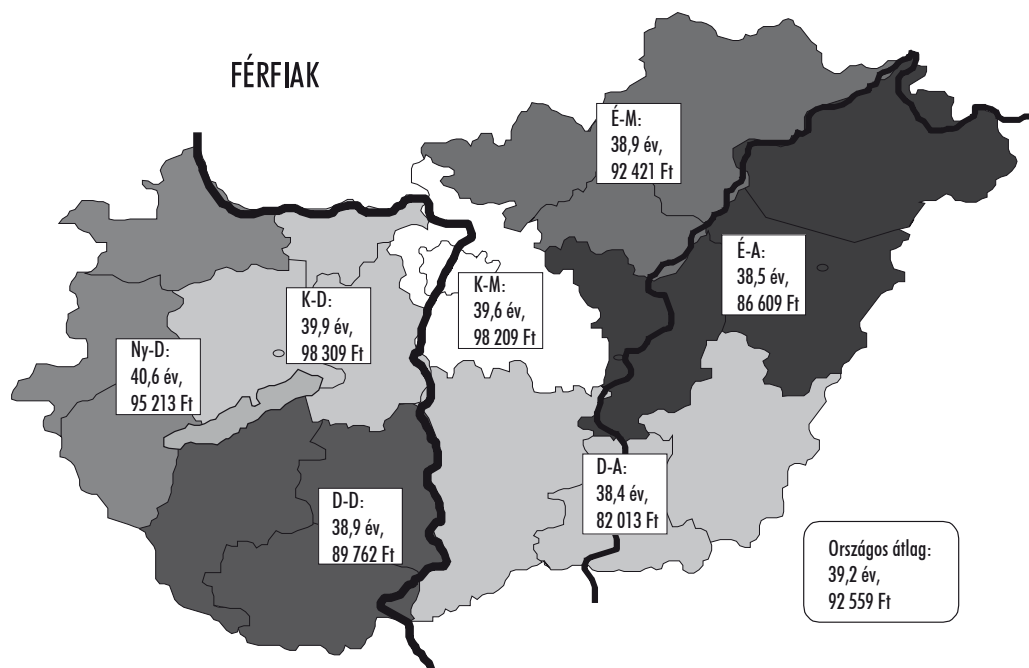 FÉRFIAK
É-M:
38,9 év,
92 421 Ft
É-A:
38,5 év,
86 609 Ft
K-D:
39,9 év,
98 309 Ft
K-M:
39,6 év,
98 209 Ft
Ny-D:
40,6 év,
95 213 Ft
D-A:
38,4 év,
82 013 Ft
D-D:
38,9 év,
89 762 Ft
Országos átlag:
39,2 év,
92 559 Ft